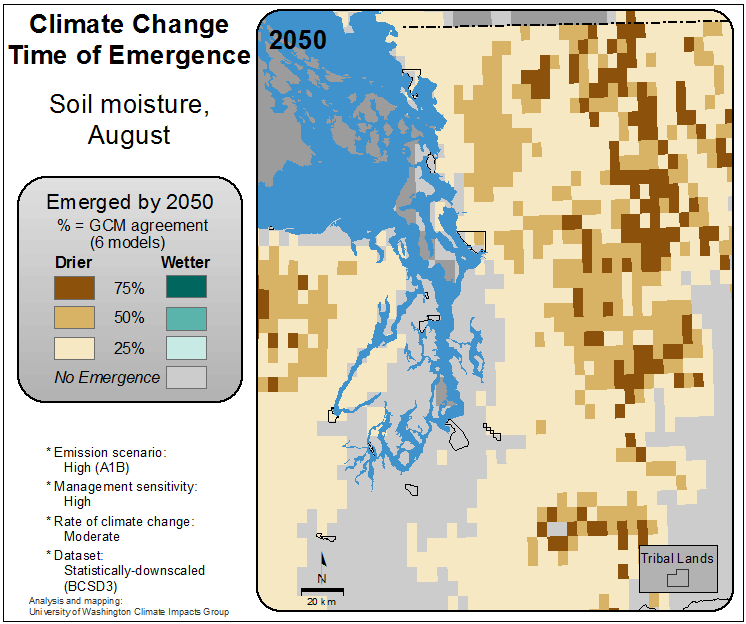 Climate Change
Time of Emergence
Soil moisture,
August
Emerged by 2050
% = GCM agreement
(6 models)
Drier Wetter
75%
50%
25%
No Emergence
* Emission scenario:
High (A1B)
* Management sensitivity:
High
* Rate of climate change:
Moderate
* Dataset:
Statistically-downscaled
(BCSD3)
Analysis and mapping:
University of Washington Climate Impacts Group
2050
N
20 km
Tribal Lands